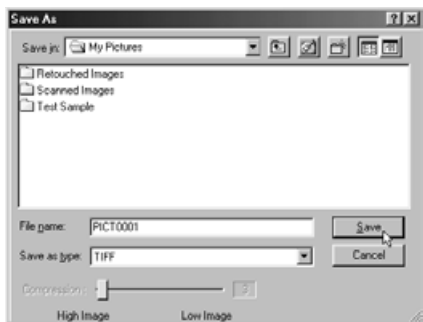 Save As
Save in: My Pictures
Retouched Images
Scanned Images
Test Sample
File name: PICT0001 Save
Save as type: TIFF Cancel
Compression:
High Image Low Image